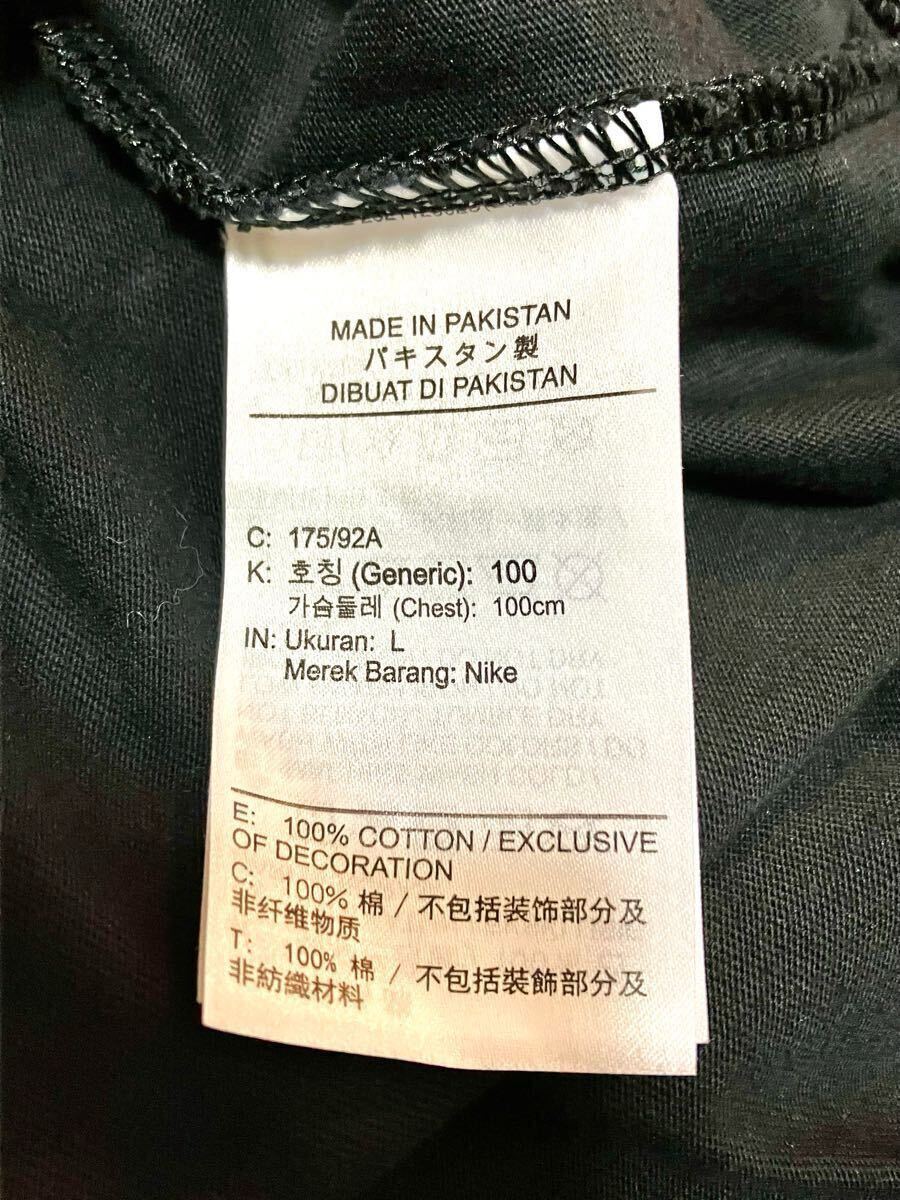 MADE IN PAKISTAN
パキスタン製
DIBUAT DI PAKISTAN
C: 175/92A
K: 호칭 (Generic): 100
가슴둘레 (Chest): 100cm
IN: Ukuran: L
Merek Barang: Nike
E: 100% COTTON / EXCLUSIVE
OF DECORATION
C: 100% 棉 / 不包括装饰部分及
非纤维物质
T: 100% 棉 / 不包括裝飾部分及
非紡織材料